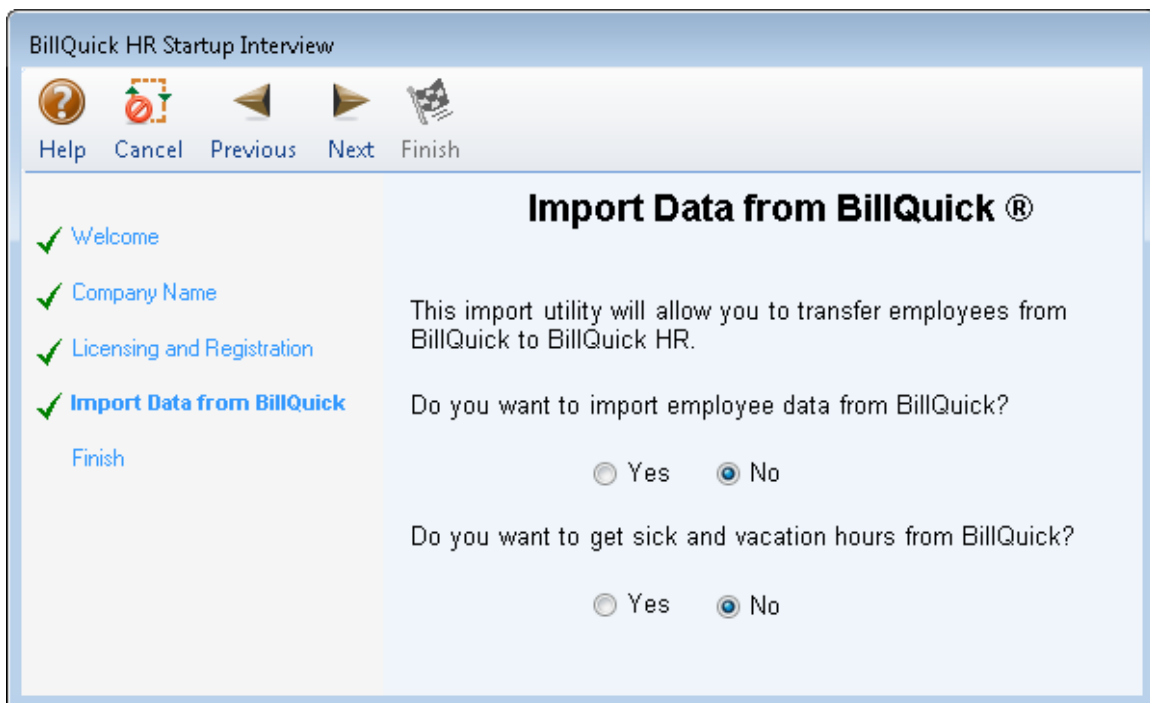 BillQuick HR Startup Interview
Help Cancel Previous Next Finish
Welcome
Company Name
Licensing and Registration
Import Data from BillQuick
Finish
Import Data from BillQuick ®
This import utility will allow you to transfer employees from
BillQuick to BillQuick HR.
Do you want to import employee data from BillQuick?
Yes No
Do you want to get sick and vacation hours from BillQuick?
Yes No